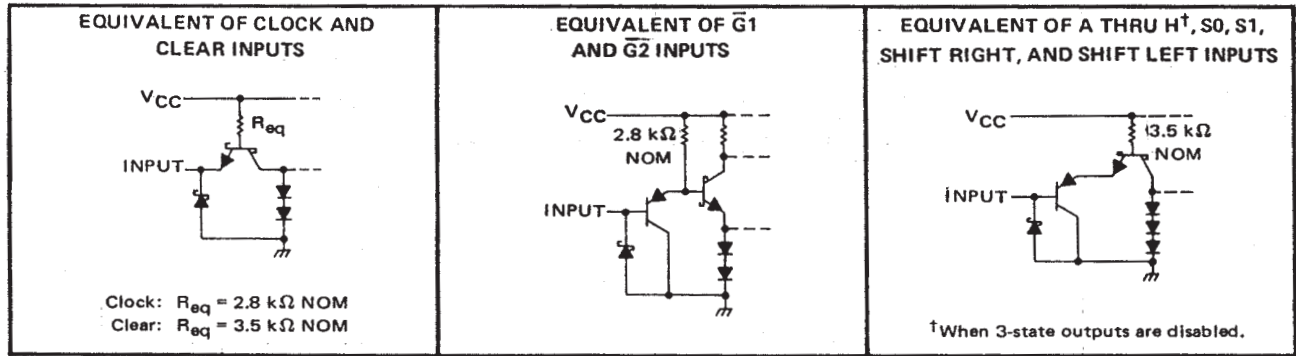 EQUIVALENT OF CLOCK AND
CLEAR INPUTS
VCC
Req
INPUT
Clock: Req = 2.8 kΩ NOM
Clear: Req = 3.5 kΩ NOM
EQUIVALENT OF G̅1
AND G̅2̅ INPUTS
VCC
2.8 kΩ
NOM
INPUT
EQUIVALENT OF A THRU H†, S0, S1,
SHIFT RIGHT, AND SHIFT LEFT INPUTS
VCC
3.5 kΩ
NOM
INPUT
†When 3-state outputs are disabled.